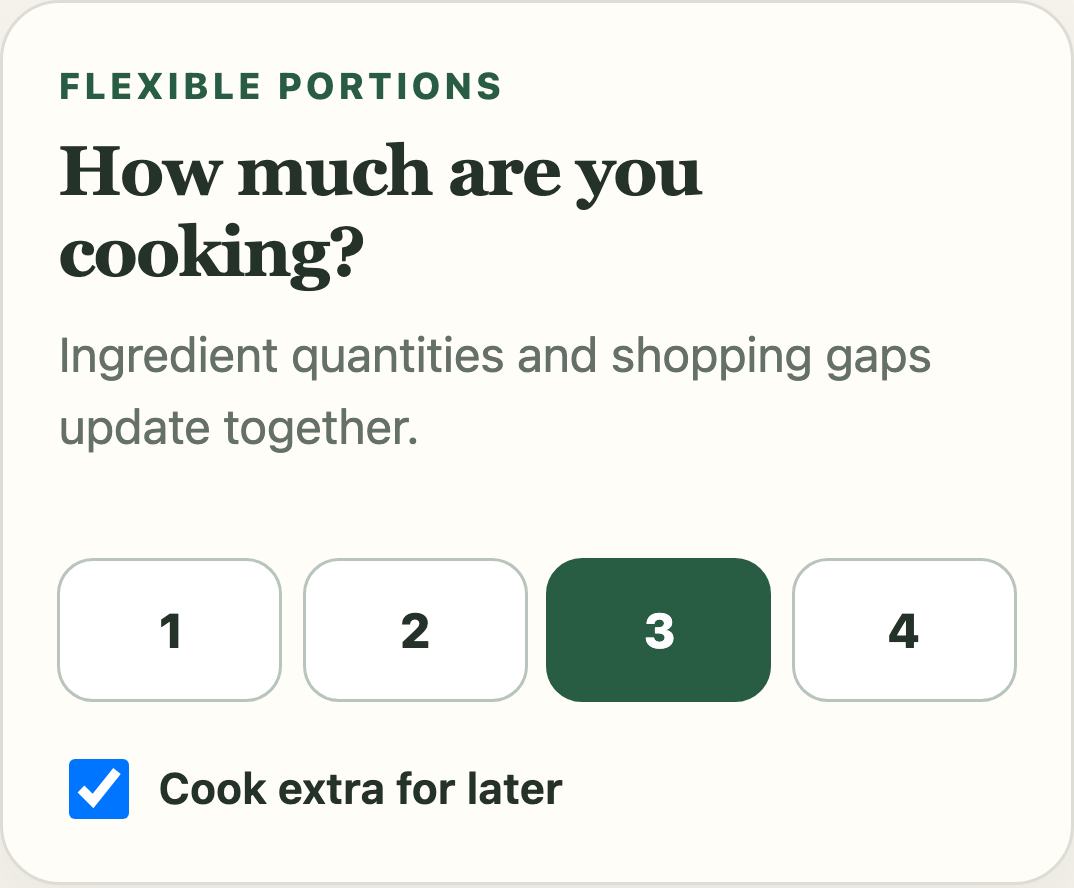 FLEXIBLE PORTIONS
How much are you
cooking?
Ingredient quantities and shopping gaps
update together.
1 2 3 4
Cook extra for later